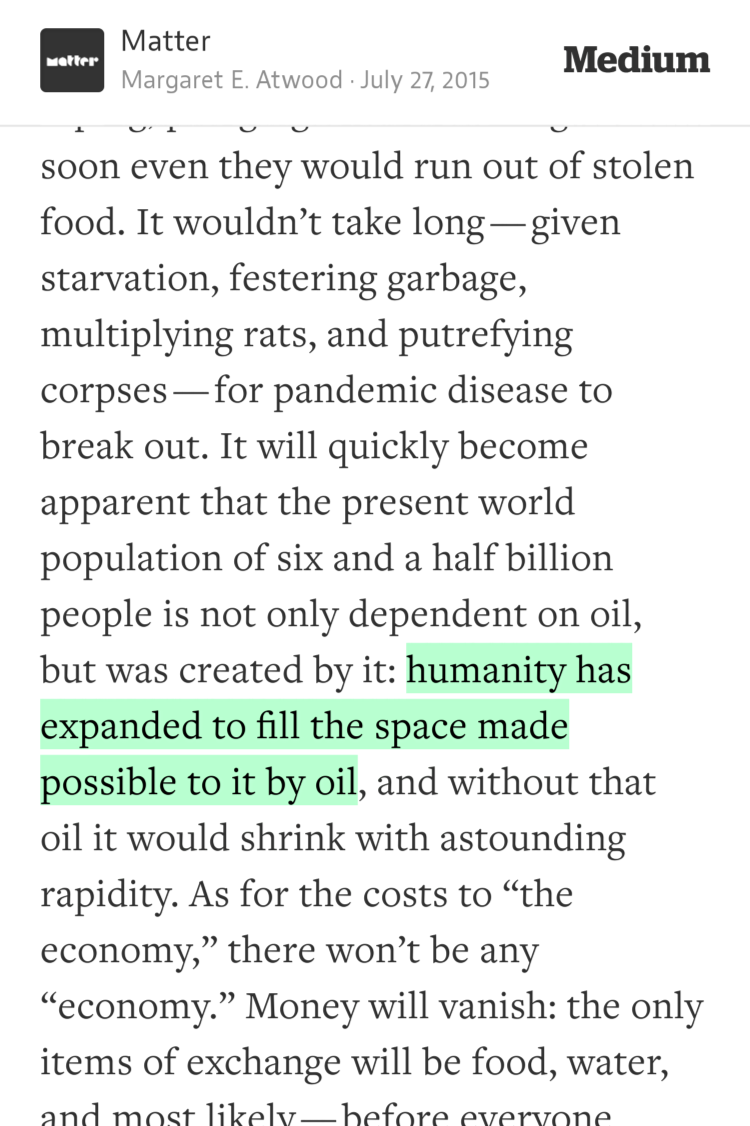 matter
Matter
Margaret E. Atwood · July 27, 2015
Medium
soon even they would run out of stolen
food. It wouldn’t take long — given
starvation, festering garbage,
multiplying rats, and putrefying
corpses — for pandemic disease to
break out. It will quickly become
apparent that the present world
population of six and a half billion
people is not only dependent on oil,
but was created by it: humanity has
expanded to fill the space made
possible to it by oil, and without that
oil it would shrink with astounding
rapidity. As for the costs to “the
economy,” there won’t be any
“economy.” Money will vanish: the only
items of exchange will be food, water,
and most likely — before everyone